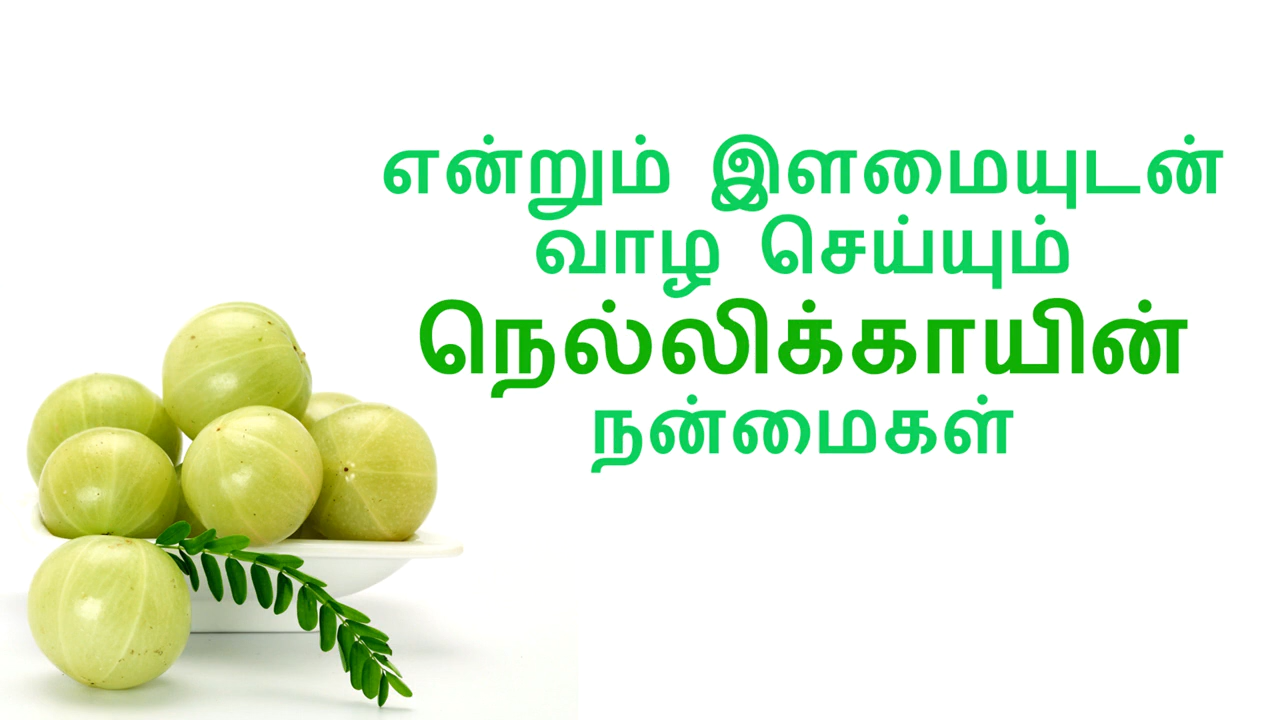 என்றும் இளமையுடன்
வாழ செய்யும்
நெல்லிக்காயின்
நன்மைகள்